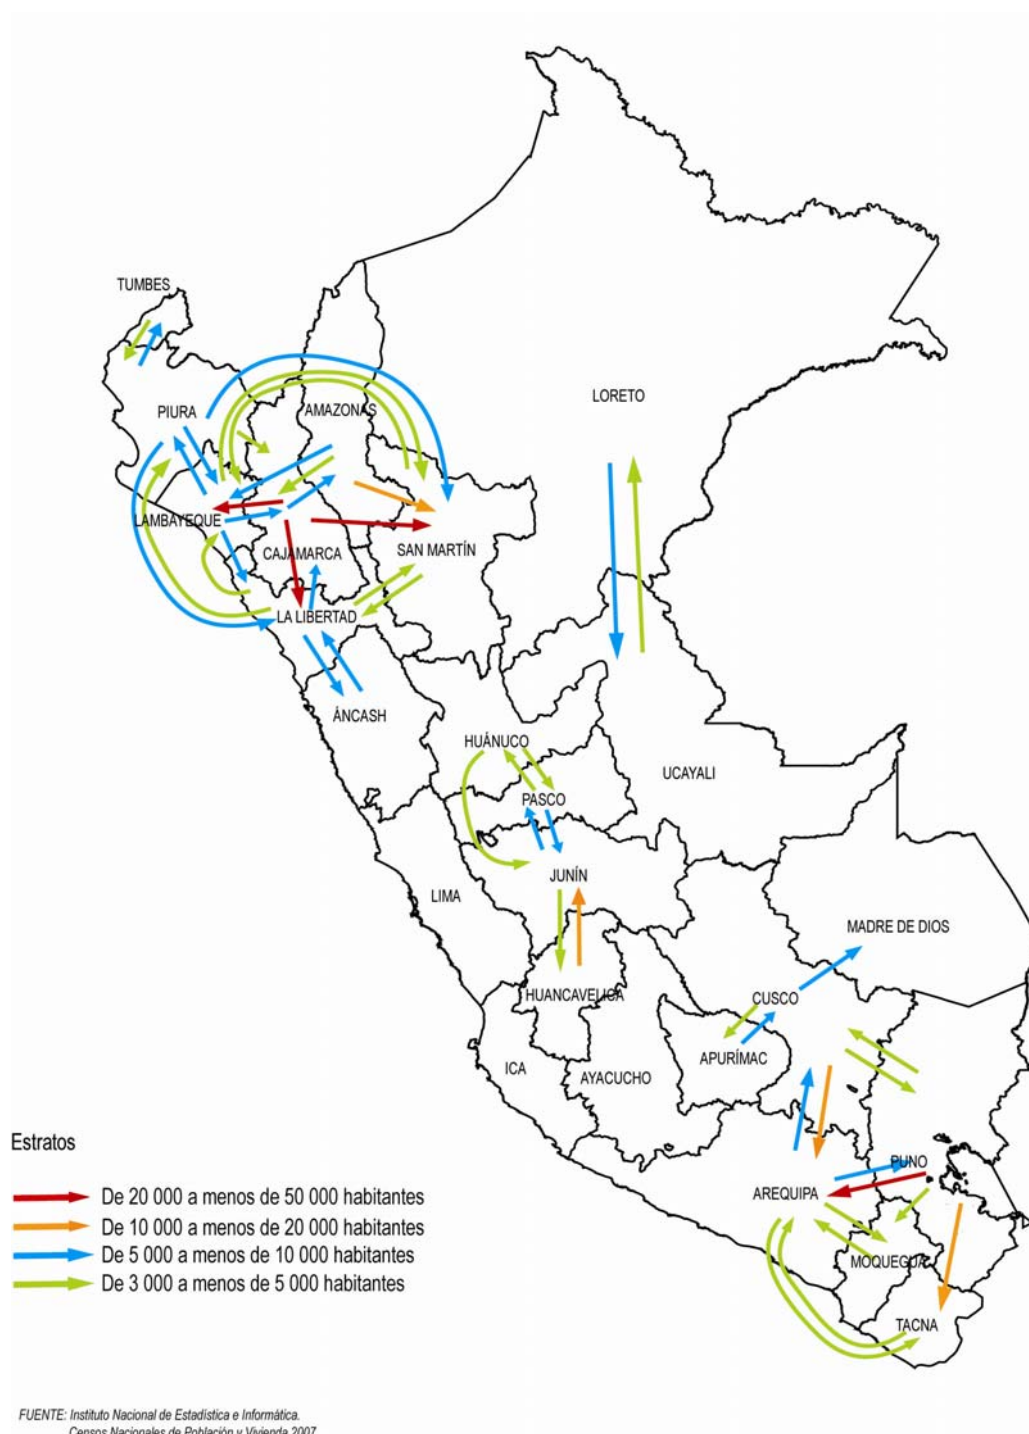 TUMBES
LORETO
PIURA
AMAZONAS
LAMBAYEQUE
CAJAMARCA
SAN MARTÍN
LA LIBERTAD
ÁNCASH
HUÁNUCO
UCAYALI
PASCO
JUNÍN
LIMA
MADRE DE DIOS
HUANCAVELICA
CUSCO
APURÍMAC
ICA
AYACUCHO
Estratos
PUNO
AREQUIPA
De 20 000 a menos de 50 000 habitantes
De 10 000 a menos de 20 000 habitantes
De 5 000 a menos de 10 000 habitantes
MOQUEGUA
De 3 000 a menos de 5 000 habitantes
TACNA
FUENTE: Instituto Nacional de Estadística e Informática.
Censos Nacionales de Población y Vivienda 2007